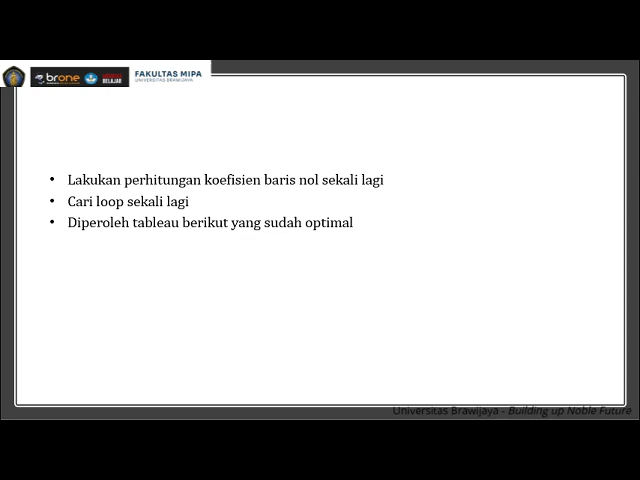 brone
BELAJAR
FAKULTAS MIPA
UNIVERSITAS BRAWIJAYA
• Lakukan perhitungan koefisien baris nol sekali lagi
• Cari loop sekali lagi
• Diperoleh tableau berikut yang sudah optimal
Universitas Brawijaya - Building up Noble Future